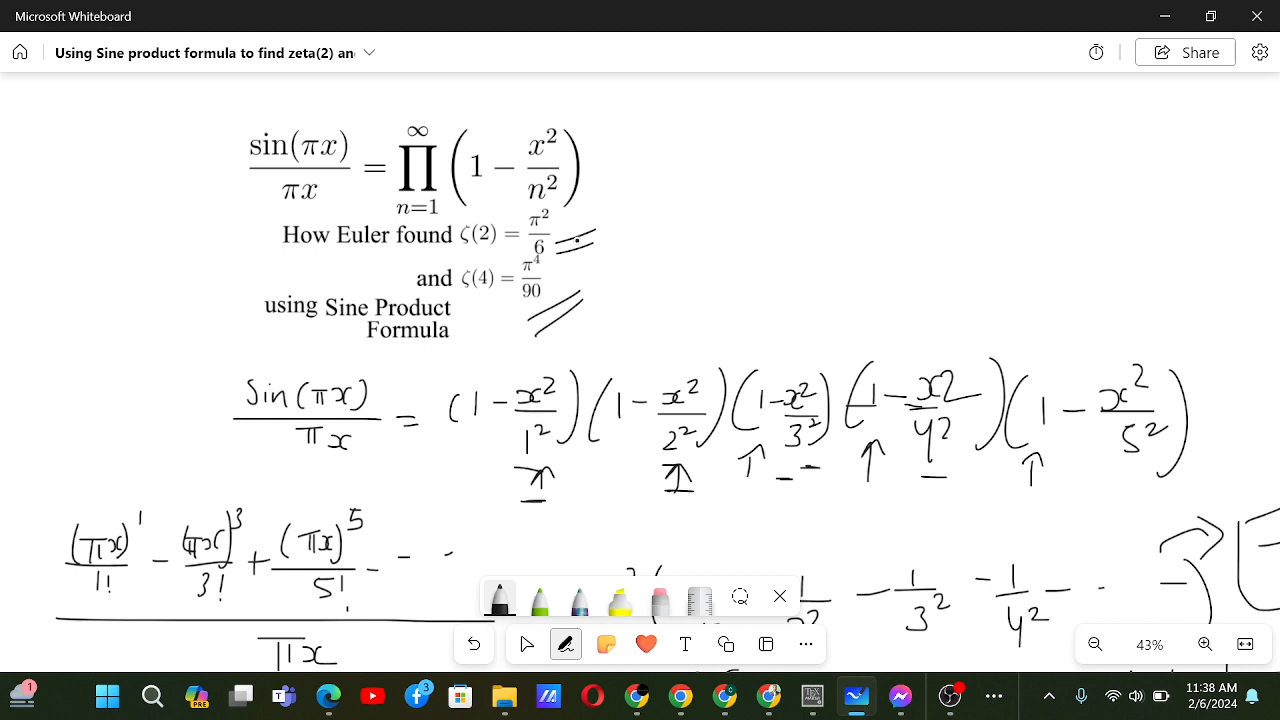 Microsoft Whiteboard
Using Sine product formula to find zeta(2) an
Share
sin(πx)/πx = ∏_{n=1}^{∞} (1 − x²/n²)
How Euler found ζ(2) = π²/6
and ζ(4) = π⁴/90
using Sine Product
Formula
Sin(πx)/πx = (1 − x²/1²)(1 − x²/2²)(1 − x²/3²)(1 − x²/4²)(1 − x²/5²)
((πx)¹/1! − (πx)³/3! + (πx)⁵/5! − - -)/πx
− 1/3² − 1/4² − - −
43%
1
PRE
3
11:38 AM
2/6/2024